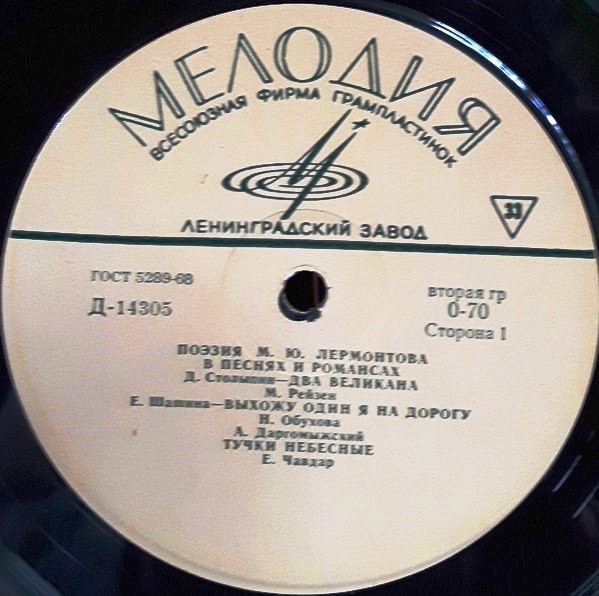 МЕЛОДИЯ
ВСЕСОЮЗНАЯ ФИРМА ГРАМПЛАСТИНОК
33
ЛЕНИНГРАДСКИЙ ЗАВОД
ГОСТ 5289-68
Д-14305
вторая гр
0-70
Сторона 1
ПОЭЗИЯ М. Ю. ЛЕРМОНТОВА
В ПЕСНЯХ И РОМАНСАХ
Д. Столыпин—ДВА ВЕЛИКАНА
М. Рейзен
Е. Шашина—ВЫХОЖУ ОДИН Я НА ДОРОГУ
Н. Обухова
А. Даргомыжский
ТУЧКИ НЕБЕСНЫЕ
Е. Чавдар